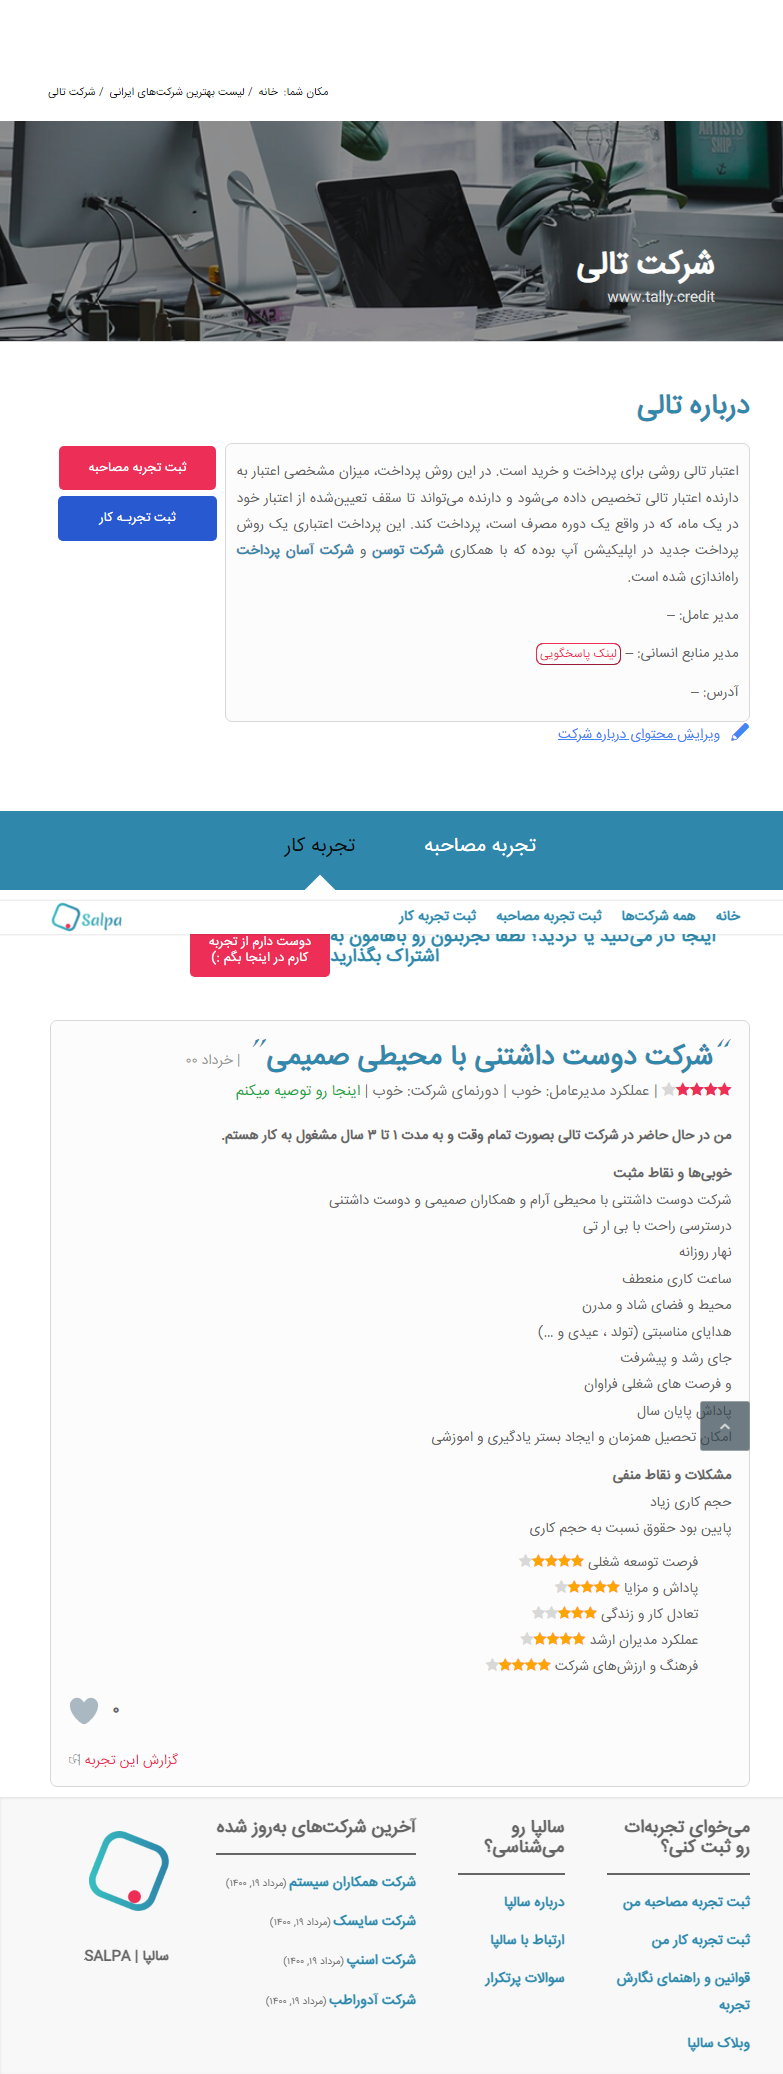 مکان شما: خانه / لیست بهترین شرکت‌های ایرانی / شرکت تالی
ARTISTS
SHIP
شرکت تالی
www.tally.credit
درباره تالی
ثبت تجربه مصاحبه
ثبت تجربـه کار
اعتبار تالی روشی برای پرداخت و خرید است. در این روش پرداخت، میزان مشخصی اعتبار به
دارنده اعتبار تالی تخصیص داده می‌شود و دارنده می‌تواند تا سقف تعیین‌شده از اعتبار خود
در یک ماه، که در واقع یک دوره مصرف است، پرداخت کند. این پرداخت اعتباری یک روش
پرداخت جدید در اپلیکیشن آپ بوده که با همکاری شرکت توسن و شرکت آسان پرداخت
راه‌اندازی شده است.
مدیر عامل: –
مدیر منابع انسانی: – لینک پاسخگویی
آدرس: –
ویرایش محتوای درباره شرکت
تجربه مصاحبه
تجربه کار
خانه
همه شرکت‌ها
ثبت تجربه مصاحبه
ثبت تجربه کار
Salpa
اینجا کار می‌کنید یا کردید؟ لطفا تجربتون رو باهامون به
اشتراک بگذارید
دوست دارم از تجربه
کارم در اینجا بگم :)
"شرکت دوست داشتنی با محیطی صمیمی" | خرداد ۰۰
| عملکرد مدیرعامل: خوب | دورنمای شرکت: خوب | اینجا رو توصیه میکنم
من در حال حاضر در شرکت تالی بصورت تمام وقت و به مدت ۱ تا ۳ سال مشغول به کار هستم.
خوبی‌ها و نقاط مثبت
شرکت دوست داشتنی با محیطی آرام و همکاران صمیمی و دوست داشتنی
درسترسی راحت با بی ار تی
نهار روزانه
ساعت کاری منعطف
محیط و فضای شاد و مدرن
هدایای مناسبتی (تولد ، عیدی و ...)
جای رشد و پیشرفت
و فرصت های شغلی فراوان
پاداش پایان سال
امکان تحصیل همزمان و ایجاد بستر یادگیری و اموزشی
مشکلات و نقاط منفی
حجم کاری زیاد
پایین بود حقوق نسبت به حجم کاری
فرصت توسعه شغلی
پاداش و مزایا
تعادل کار و زندگی
عملکرد مدیران ارشد
فرهنگ و ارزش‌های شرکت
۰
گزارش این تجربه
می‌خوای تجربه‌ات
رو ثبت کنی؟
ثبت تجربه مصاحبه من
ثبت تجربه کار من
قوانین و راهنمای نگارش
تجربه
وبلاک سالپا
سالپا رو
می‌شناسی؟
درباره سالپا
ارتباط با سالپا
سوالات پرتکرار
آخرین شرکت‌های به‌روز شده
شرکت همکاران سیستم (مرداد ۱۹, ۱۴۰۰)
شرکت سایسک (مرداد ۱۹, ۱۴۰۰)
شرکت اسنپ (مرداد ۱۹, ۱۴۰۰)
شرکت آدوراطب (مرداد ۱۹, ۱۴۰۰)
سالپا | SALPA